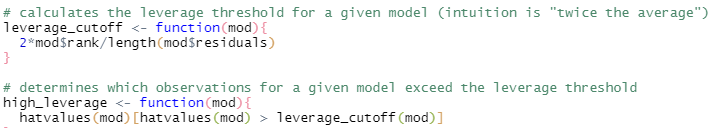 # calculates the leverage threshold for a given model (intuition is "twice the average")
leverage_cutoff <- function(mod){
  2*mod$rank/length(mod$residuals)
}
# determines which observations for a given model exceed the leverage threshold
high_leverage <- function(mod){
  hatvalues(mod)[hatvalues(mod) > leverage_cutoff(mod)]